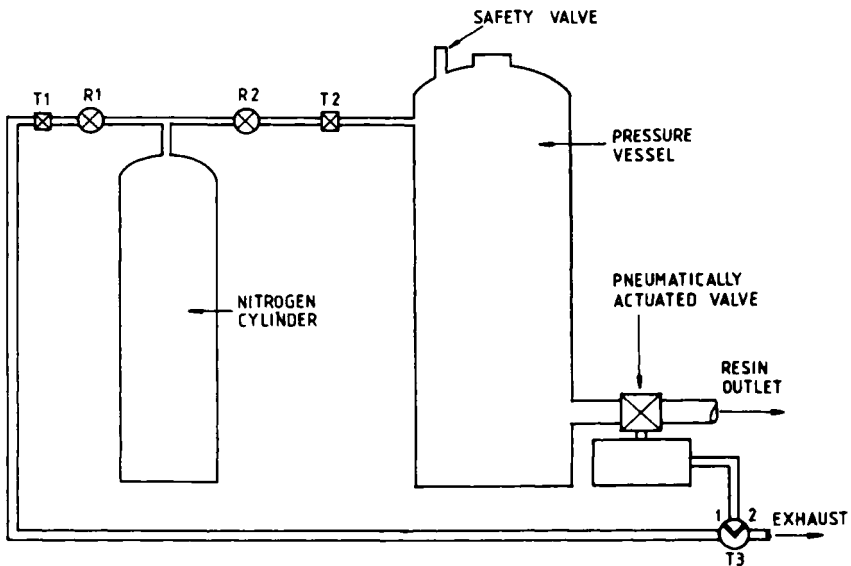 SAFETY VALVE
T1
R1
R2
T2
PRESSURE
VESSEL
NITROGEN
CYLINDER
PNEUMATICALLY
ACTUATED VALVE
RESIN
OUTLET
1
2
EXHAUST
T3